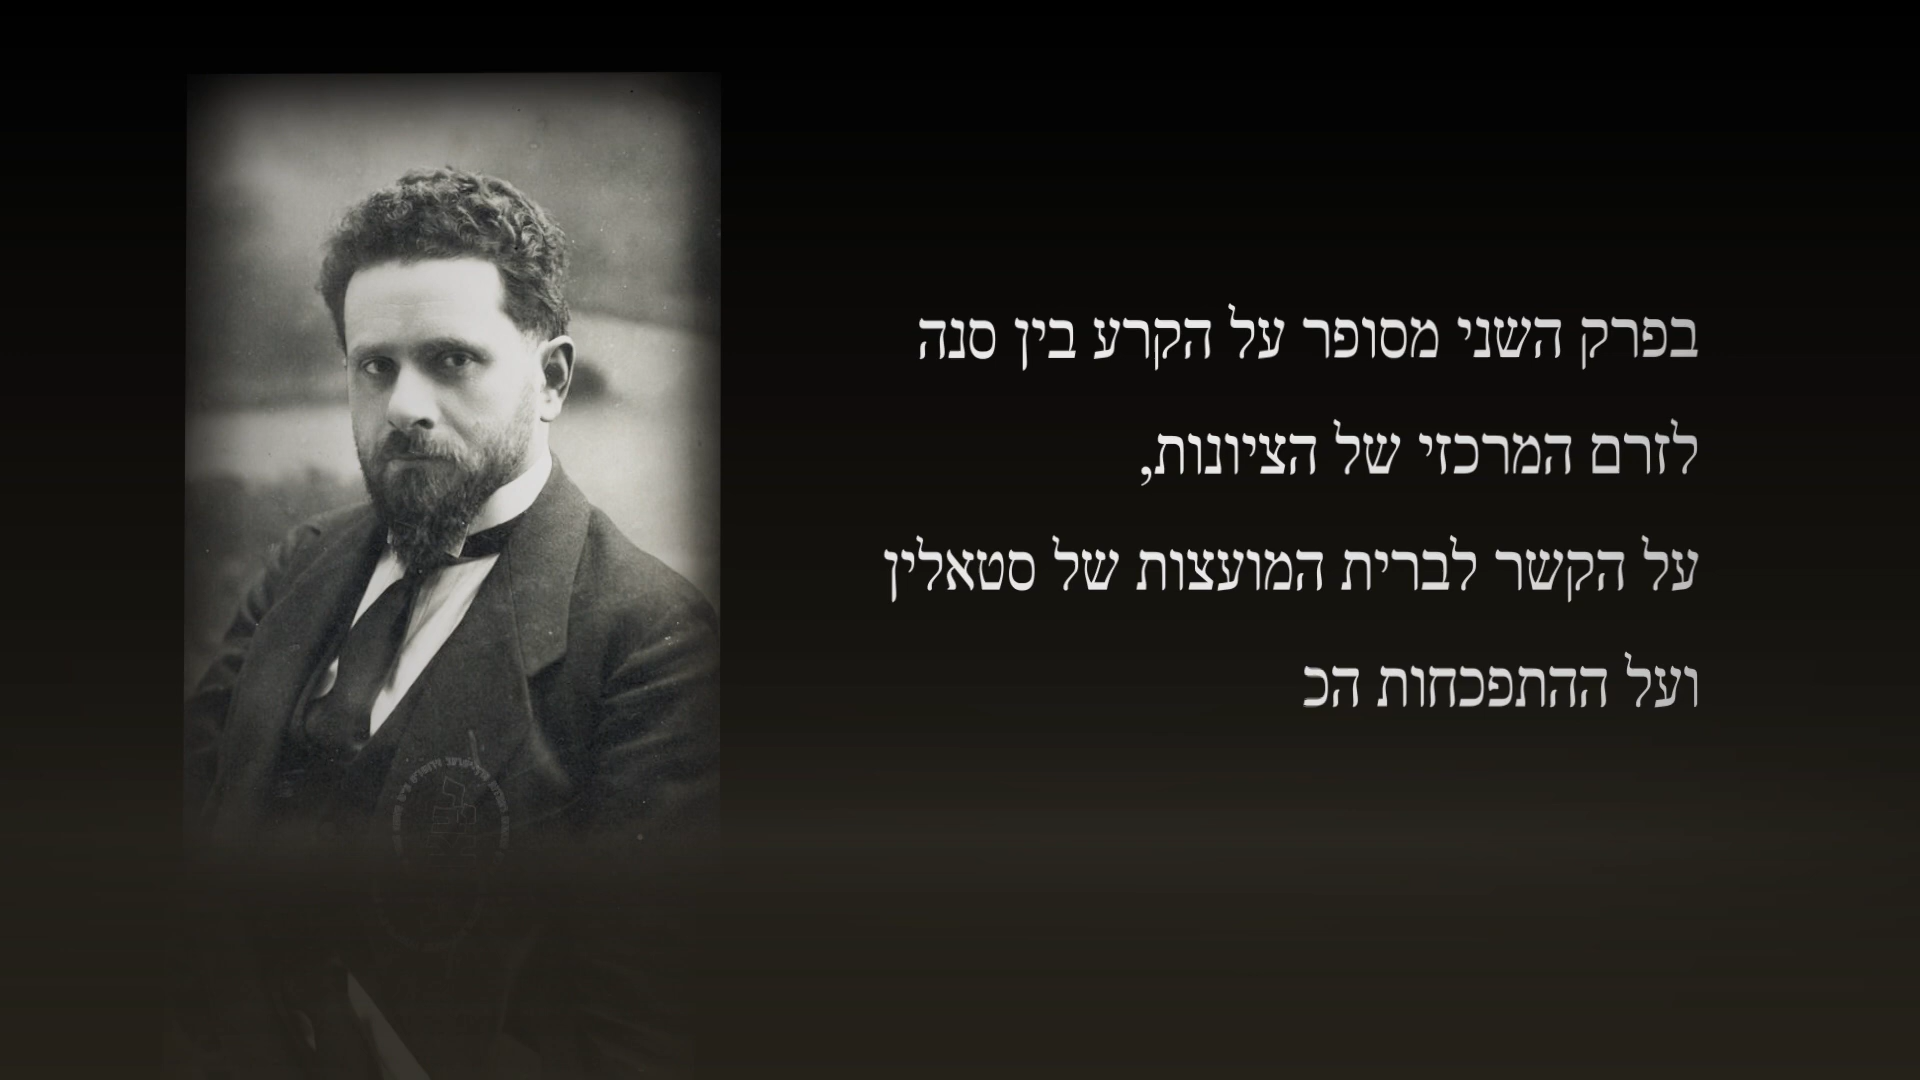 בפרק השני מסופר על הקרע בין סנה
לזרם המרכזי של הציונות,
על הקשר לברית המועצות של סטאלין
ועל ההתפכחות הכ